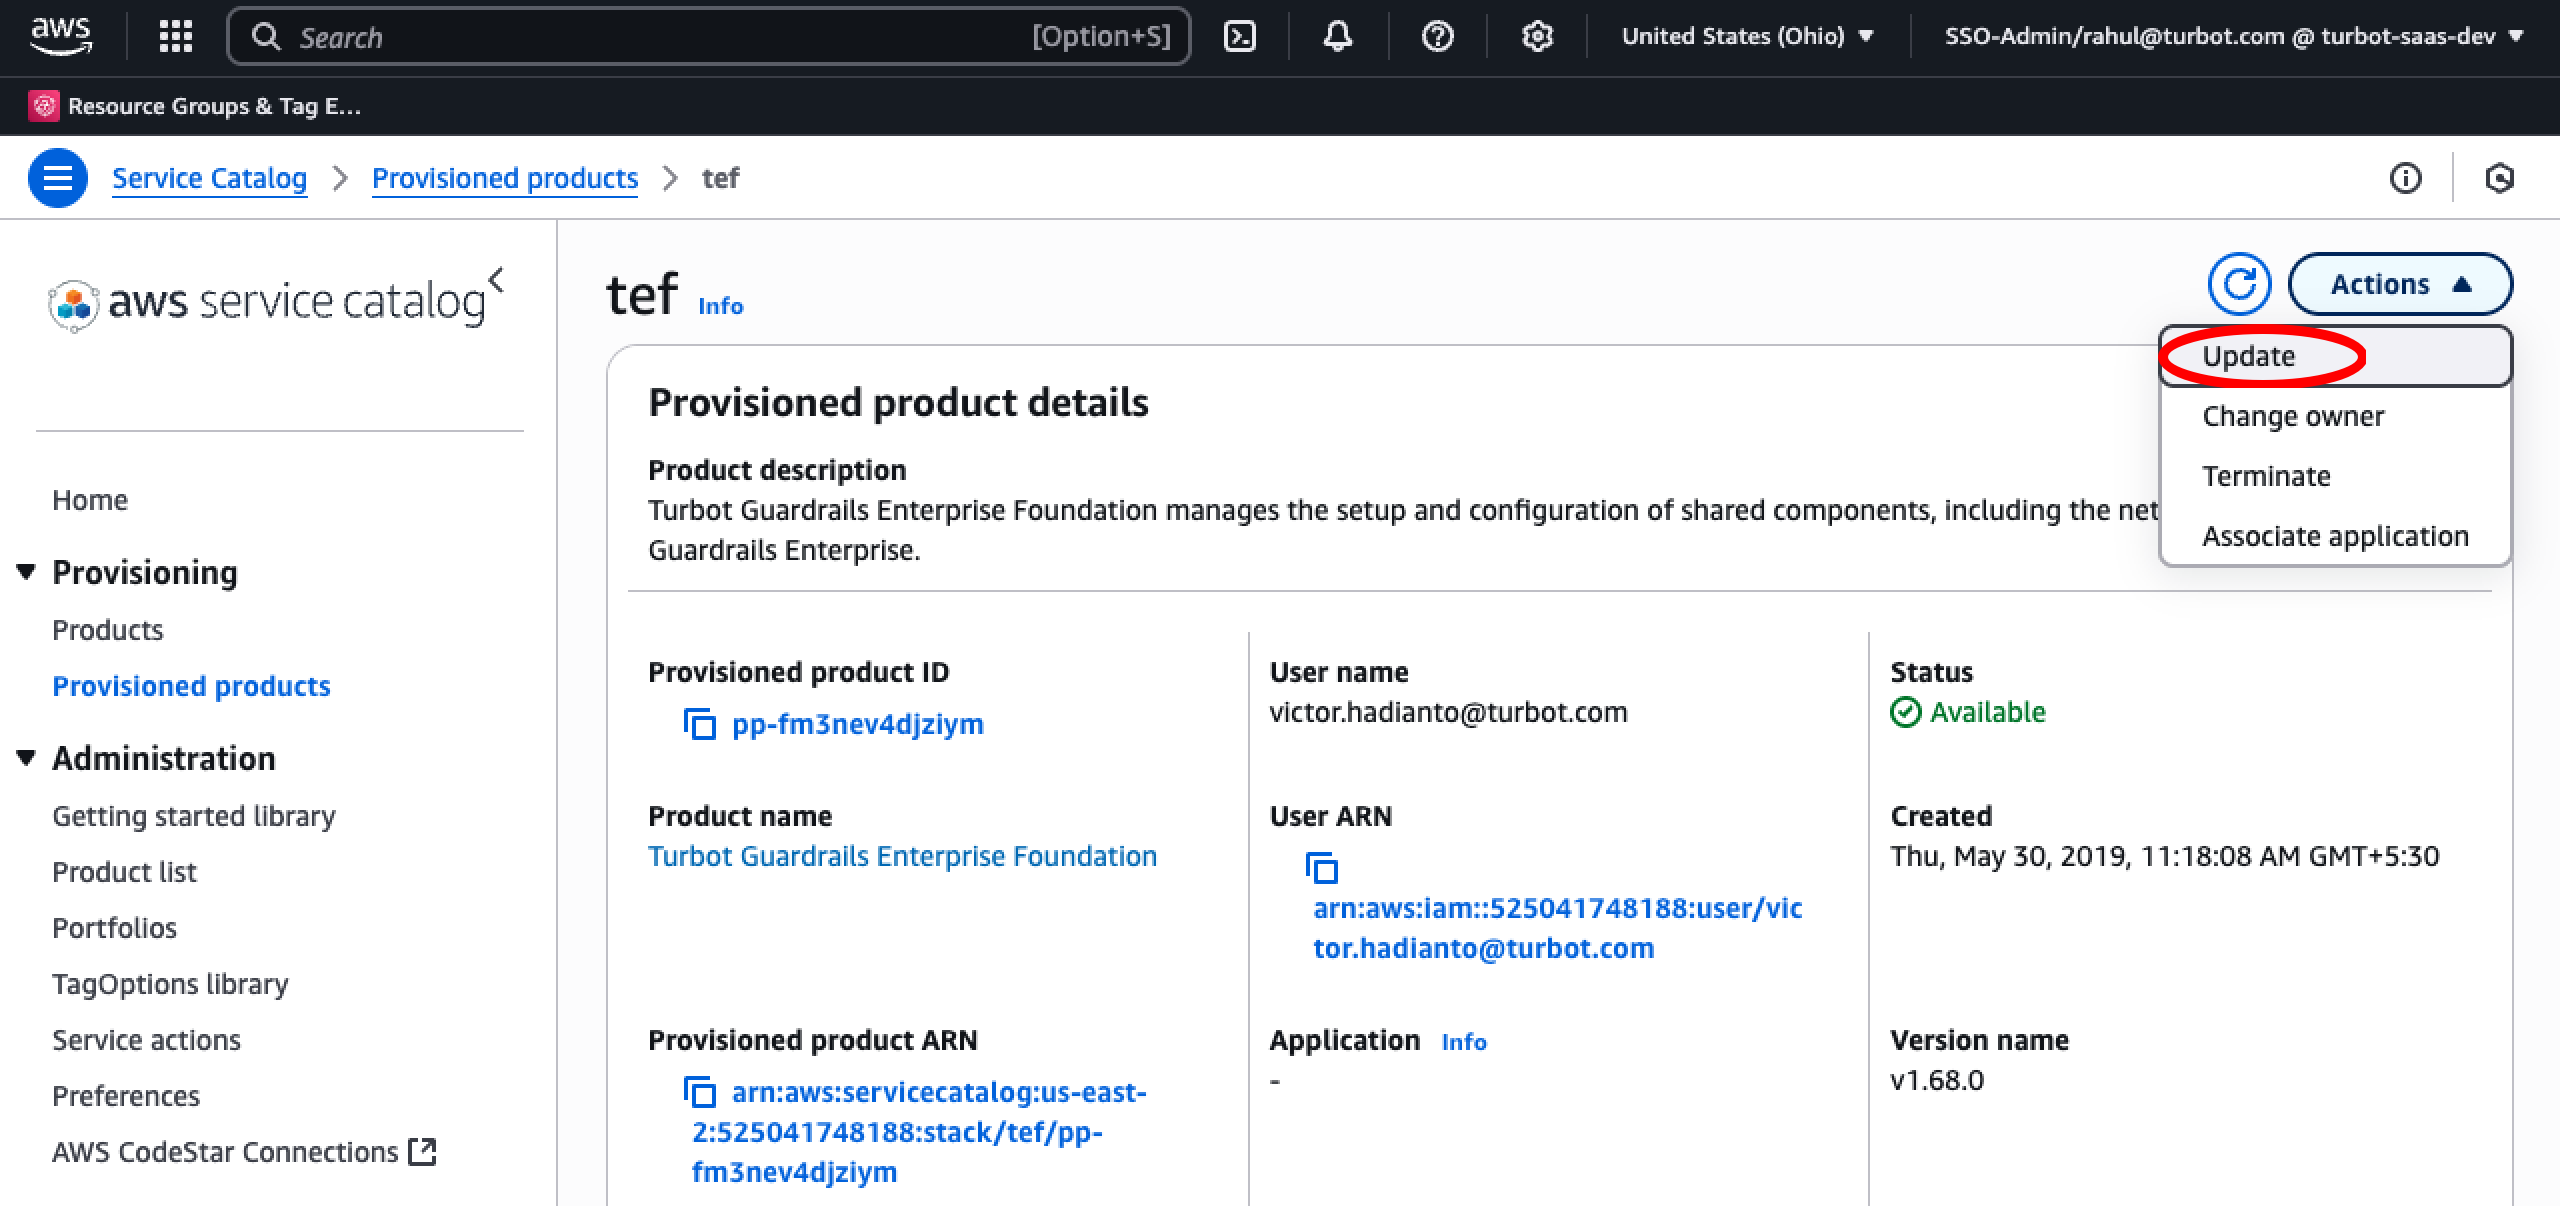 aws
Search
[Option+S]
United States (Ohio)
SSO-Admin/rahul@turbot.com @ turbot-saas-dev
Resource Groups & Tag E...
Service Catalog
Provisioned products
tef
aws service catalog
Home
Provisioning
Products
Provisioned products
Administration
Getting started library
Product list
Portfolios
TagOptions library
Service actions
Preferences
AWS CodeStar Connections
tef Info
Actions
Update
Change owner
Terminate
Associate application
Provisioned product details
Product description
Turbot Guardrails Enterprise Foundation manages the setup and configuration of shared components, including the net
Guardrails Enterprise.
Provisioned product ID
pp-fm3nev4djziym
User name
victor.hadianto@turbot.com
Status
Available
Product name
Turbot Guardrails Enterprise Foundation
User ARN
arn:aws:iam::525041748188:user/vic
tor.hadianto@turbot.com
Created
Thu, May 30, 2019, 11:18:08 AM GMT+5:30
Provisioned product ARN
arn:aws:servicecatalog:us-east-
2:525041748188:stack/tef/pp-
fm3nev4djziym
Application Info
-
Version name
v1.68.0